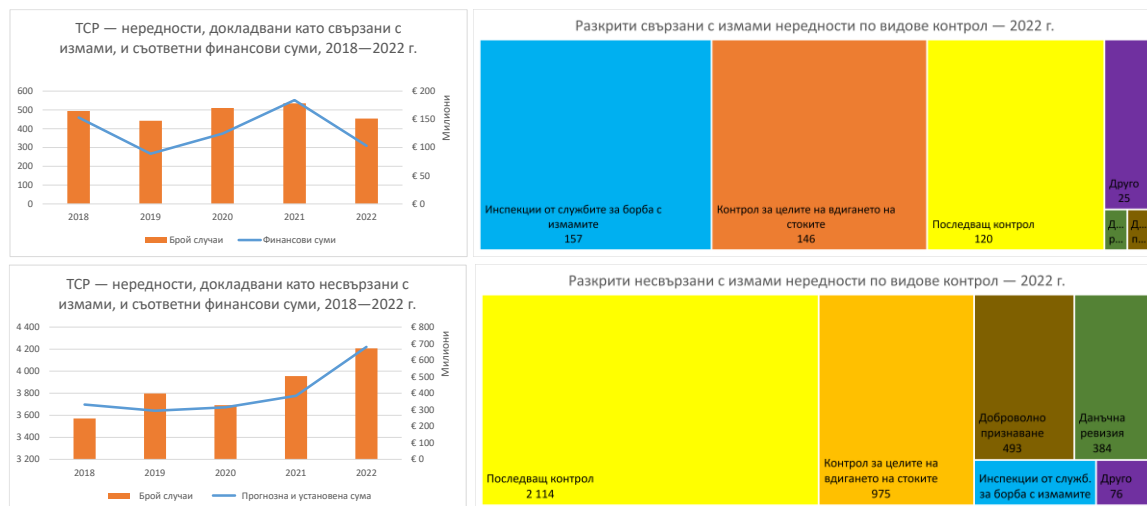 ТСР — нередности, докладвани като свързани с
измами, и съответни финансови суми, 2018—2022 г.
600
500
400
300
200
100
0
€ 200
€ 150
€ 100
€ 50
€ 0
Милиони
2018
2019
2020
2021
2022
Брой случаи
Финансови суми
Разкрити свързани с измами нередности по видове контрол — 2022 г.
Инспекции от службите за борба с
измамите
157
Контрол за целите на вдигането на
стоките
146
Последващ контрол
120
Друго
25
Д...
р...
Д...
п...
ТСР — нередности, докладвани като несвързани с
измами, и съответни финансови суми, 2018—2022 г.
4 400
4 200
4 000
3 800
3 600
3 400
3 200
€ 800
€ 700
€ 600
€ 500
€ 400
€ 300
€ 200
€ 100
€ 0
Милиони
2018
2019
2020
2021
2022
Брой случаи
Прогнозна и установена сума
Разкрити несвързани с измами нередности по видове контрол — 2022 г.
Последващ контрол
2 114
Контрол за целите на
вдигането на стоките
975
Доброволно
признаване
493
Данъчна
ревизия
384
Инспекции от служб.
за борба с измамите
Друго
76